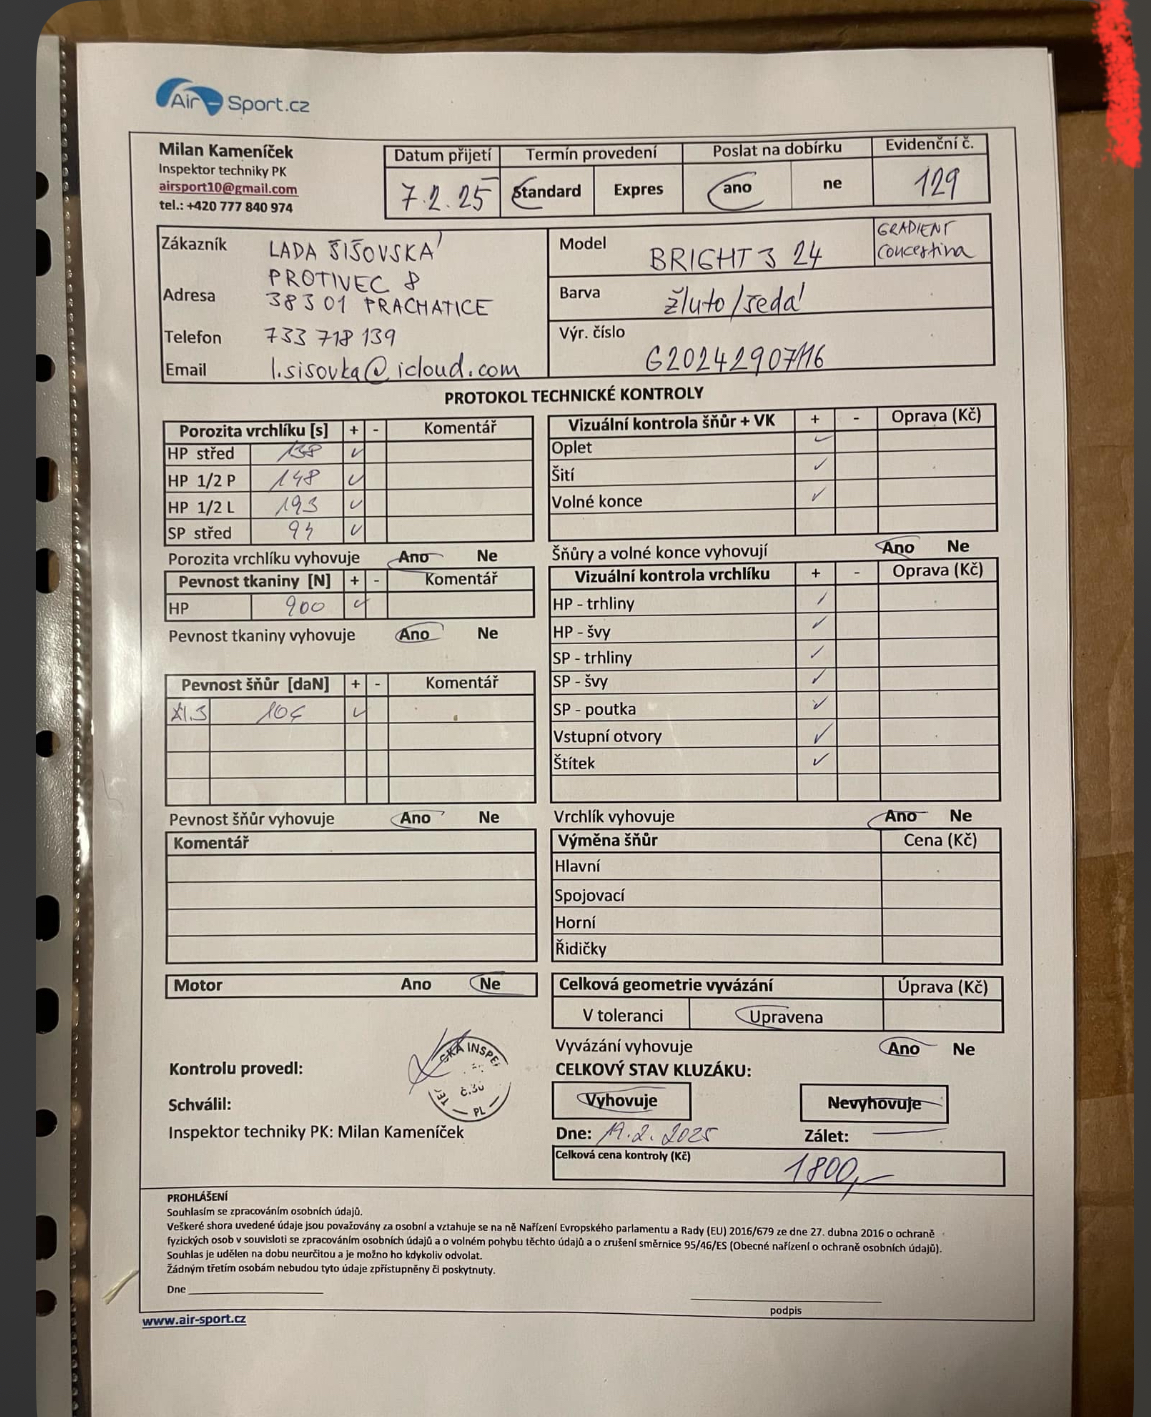 Air-Sport.cz
Milan Kameníček
Inspektor techniky PK
airsport10@gmail.com
tel.: +420 777 840 974
Datum přijetí Termín provedení Poslat na dobírku Evidenční č.
7.2.25 Standard Expres ano ne 129
Zákazník LADA ŠIŠOVSKÁ
PROTIVEC 8
Adresa 38301 PRACHATICE
Telefon 733 718 139
Email l.sisovka@icloud.com
Model BRIGHT 3 24 GRADIENT
Concertina
Barva žluto/šedá
Výr. číslo
G2024290716
PROTOKOL TECHNICKÉ KONTROLY
Porozita vrchlíku [s] + - Komentář
HP střed 138 ✓
HP 1/2 P 148 ✓
HP 1/2 L 193 ✓
SP střed ✓
Porozita vrchlíku vyhovuje Ano Ne
Pevnost tkaniny [N] + - Komentář
HP 900 ✓
Pevnost tkaniny vyhovuje Ano Ne
Pevnost šňůr [daN] + - Komentář
✓
Pevnost šňůr vyhovuje Ano Ne
Komentář
Motor Ano Ne
Vizuální kontrola šňůr + VK + - Oprava (Kč)
Oplet ✓
Šití ✓
Volné konce ✓
Šňůry a volné konce vyhovují Ano Ne
Vizuální kontrola vrchlíku + - Oprava (Kč)
HP - trhliny ✓
HP - švy ✓
SP - trhliny ✓
SP - švy ✓
SP - poutka ✓
Vstupní otvory ✓
Štítek ✓
Vrchlík vyhovuje Ano Ne
Výměna šňůr Cena (Kč)
Hlavní
Spojovací
Horní
Řidičky
Celková geometrie vyvázání Úprava (Kč)
V toleranci Upravena
Vyvázání vyhovuje Ano Ne
CELKOVÝ STAV KLUZÁKU:
Vyhovuje Nevyhovuje
Dne: 19.2.2025 Zálet:
Celková cena kontroly (Kč) 1800,-
Kontrolu provedl:
Schválil:
Inspektor techniky PK: Milan Kameníček
PL
PROHLÁŠENÍ
Souhlasím se zpracováním osobních údajů.
Veškeré shora uvedené údaje jsou považovány za osobní a vztahuje se na ně Nařízení Evropského parlamentu a Rady (EU) 2016/679 ze dne 27. dubna 2016 o ochraně
fyzických osob v souvisloti se zpracováním osobních údajů a o volném pohybu těchto údajů a o zrušení směrnice 95/46/ES (Obecné nařízení o ochraně osobních údajů).
Souhlas je udělen na dobu neurčitou a je možno ho kdykoliv odvolat.
Žádným třetím osobám nebudou tyto údaje zpřístupněny či poskytnuty.
Dne
podpis
www.air-sport.cz